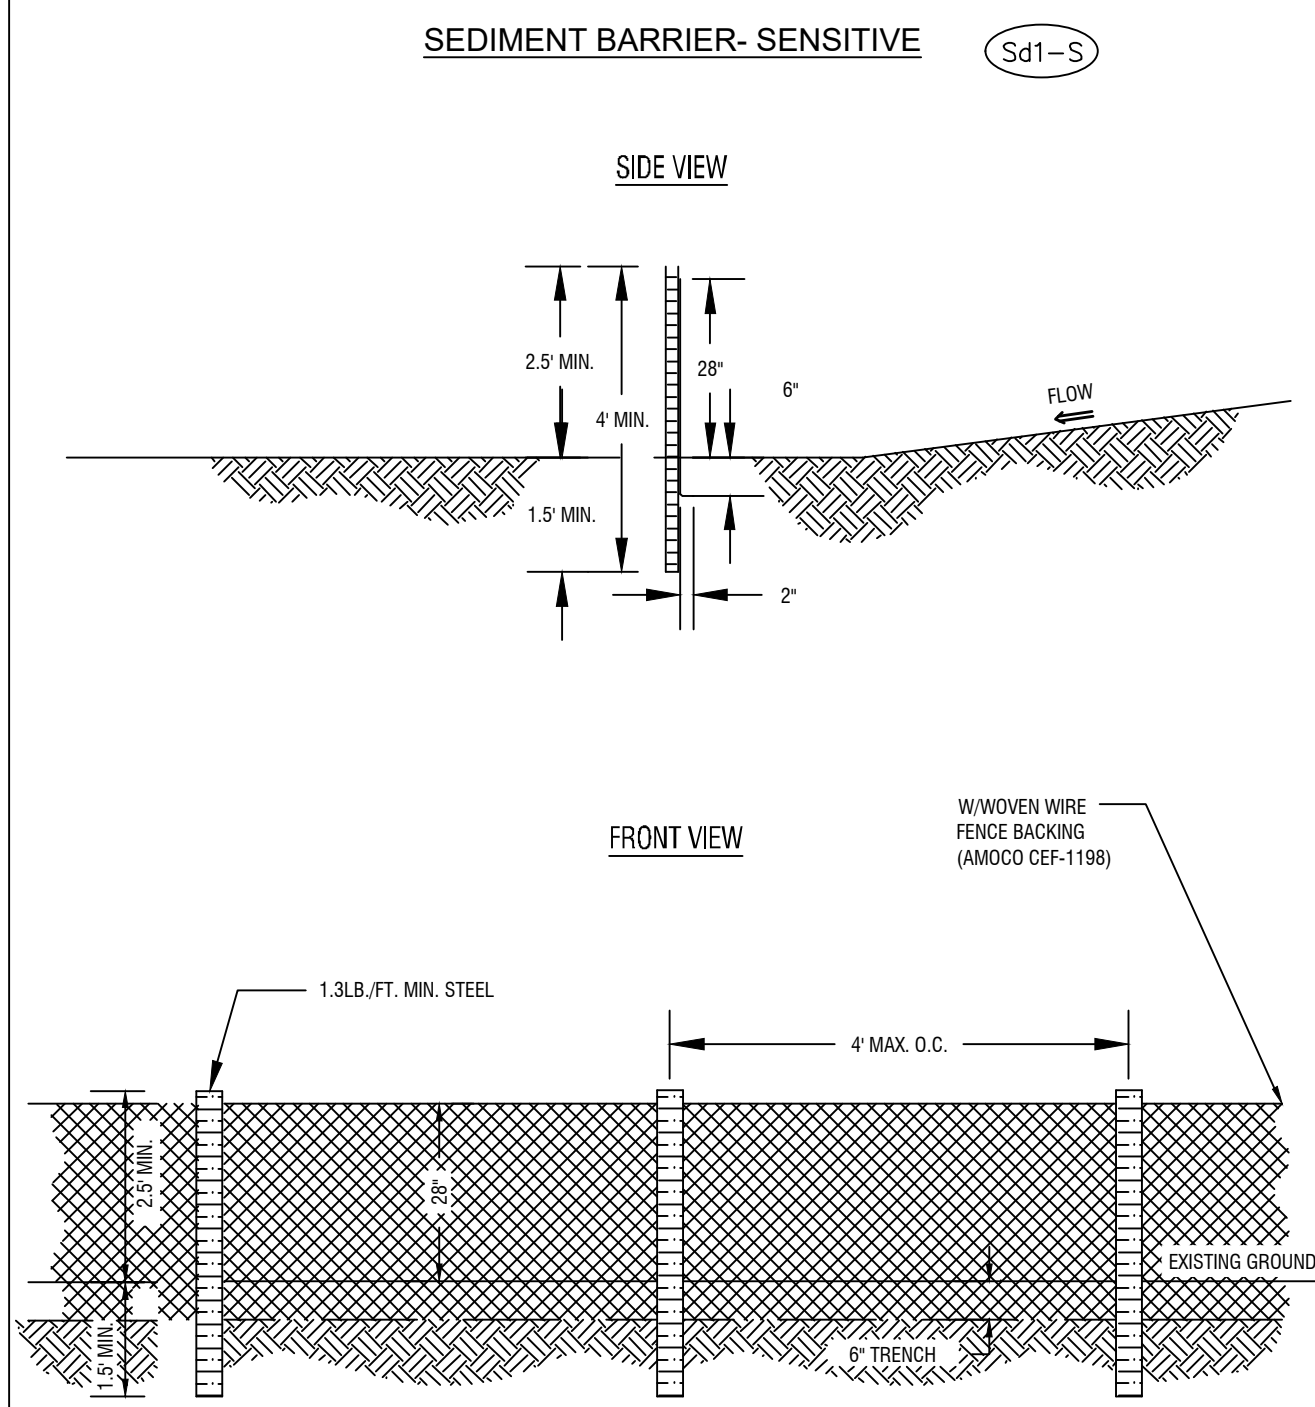 SEDIMENT BARRIER- SENSITIVE
Sd1-S
SIDE VIEW
2.5' MIN.
28"
6"
FLOW
4' MIN.
1.5' MIN.
2"
W/WOVEN WIRE
FENCE BACKING
(AMOCO CEF-1198)
FRONT VIEW
1.3LB./FT. MIN. STEEL
4' MAX. O.C.
2.5' MIN.
28"
EXISTING GROUND
1.5' MIN.
6" TRENCH